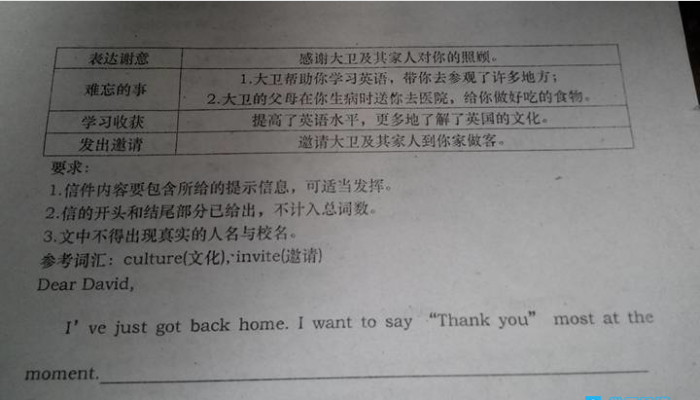 表达谢意 感谢大卫及其家人对你的照顾。
难忘的事 1.大卫帮助你学习英语，带你去参观了许多地方；
2.大卫的父母在你生病时送你去医院，给你做好吃的食物。
学习收获 提高了英语水平，更多地了解了英国的文化。
发出邀请 邀请大卫及其家人到你家做客。
要求：
1.信件内容要包含所给的提示信息，可适当发挥。
2.信的开头和结尾部分已给出，不计入总词数。
3.文中不得出现真实的人名与校名。
参考词汇：culture(文化),invite(邀请)
Dear David,
I've just got back home. I want to say “Thank you” most at the
moment.